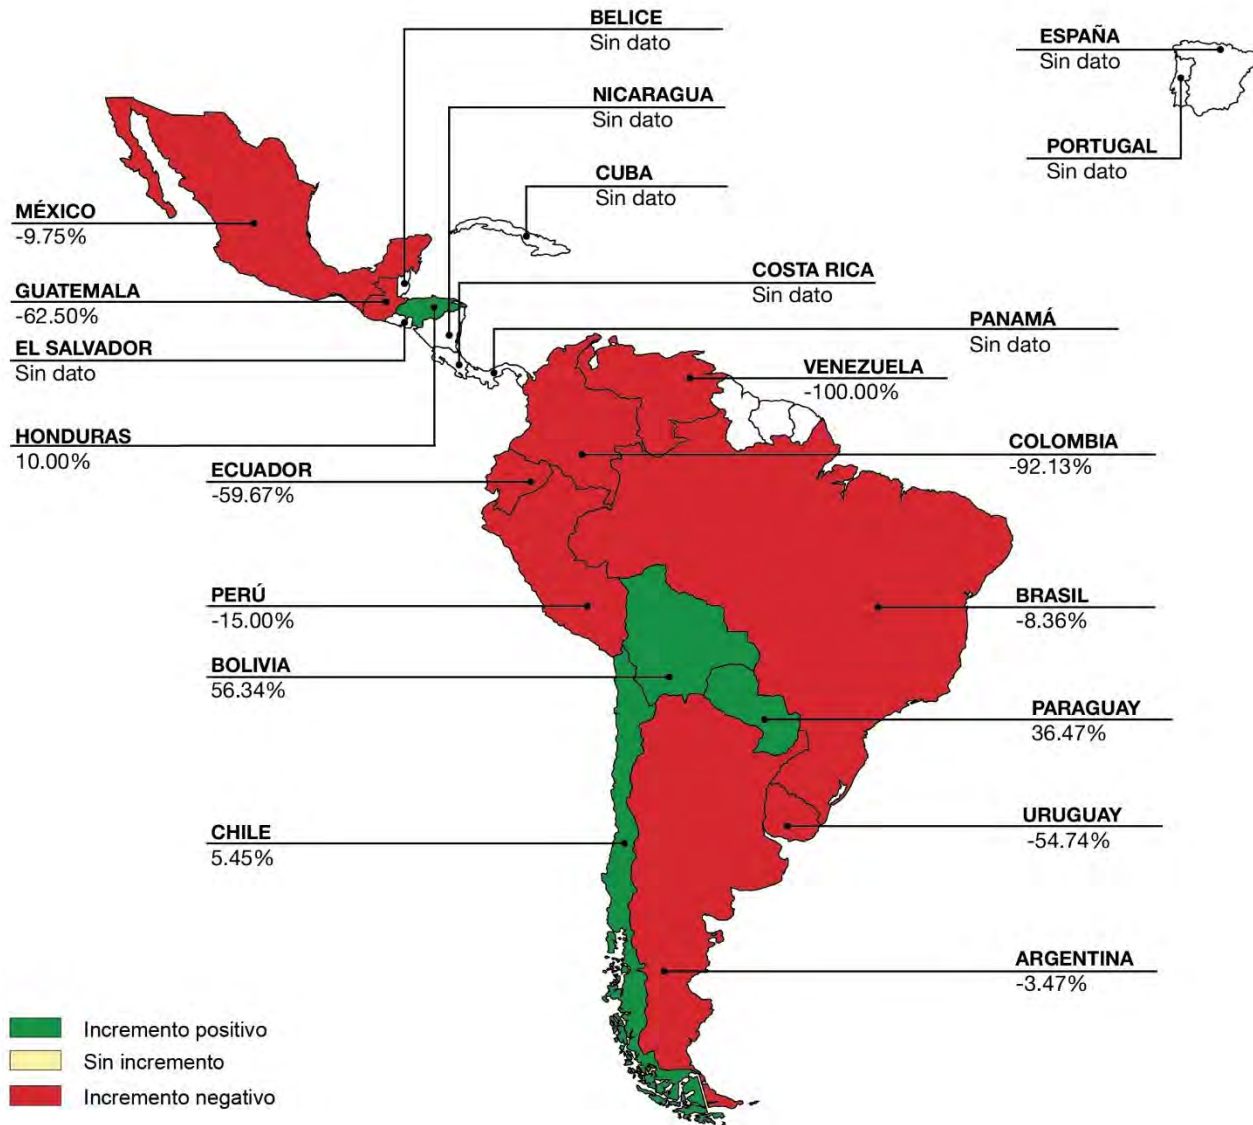 BELICE
Sin dato
ESPAÑA
Sin dato
NICARAGUA
Sin dato
PORTUGAL
Sin dato
CUBA
Sin dato
MÉXICO
-9.75%
COSTA RICA
Sin dato
GUATEMALA
-62.50%
PANAMÁ
Sin dato
EL SALVADOR
Sin dato
VENEZUELA
-100.00%
HONDURAS
10.00%
COLOMBIA
-92.13%
ECUADOR
-59.67%
PERÚ
-15.00%
BRASIL
-8.36%
BOLIVIA
56.34%
PARAGUAY
36.47%
CHILE
5.45%
URUGUAY
-54.74%
ARGENTINA
-3.47%
Incremento positivo
Sin incremento
Incremento negativo